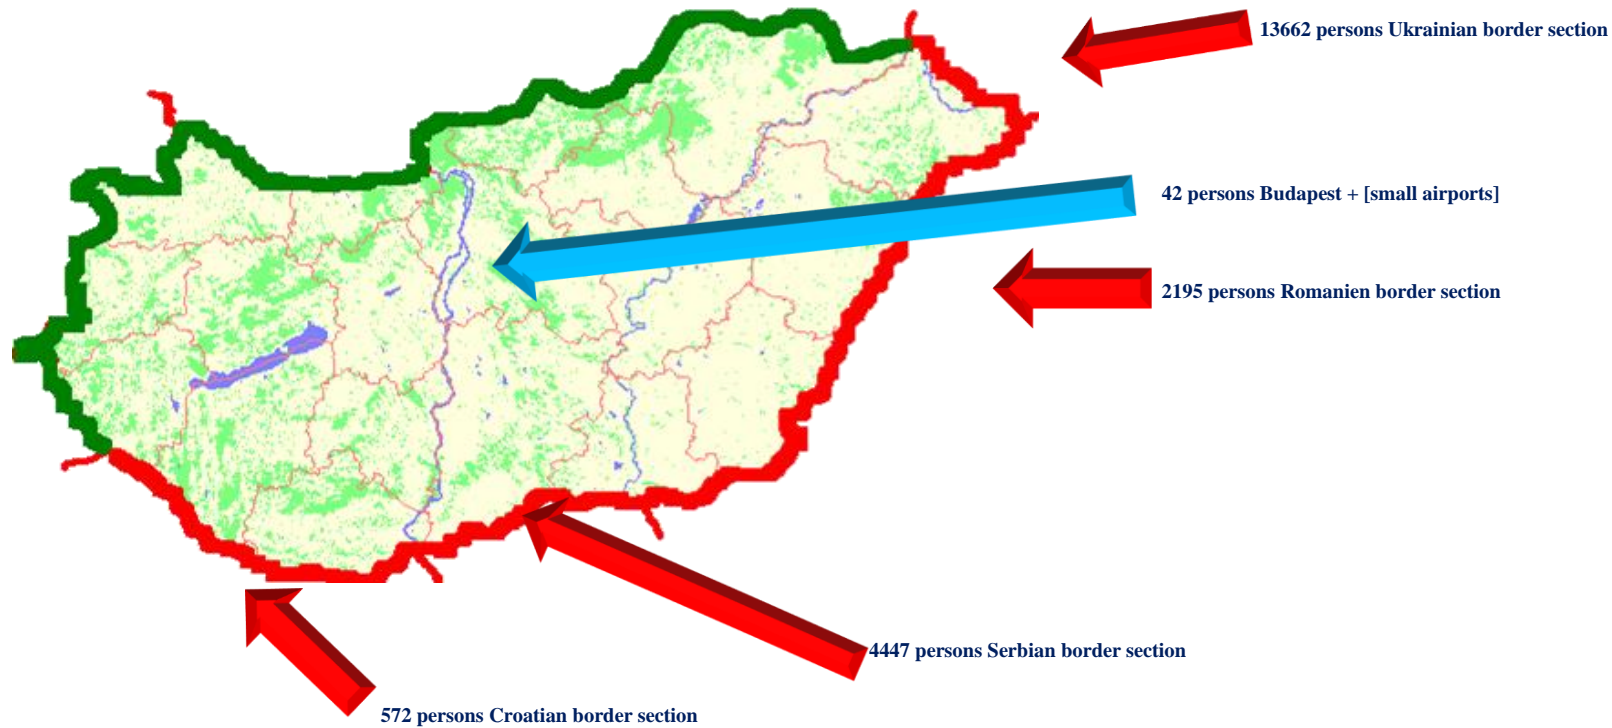 13662 persons Ukrainian border section
42 persons Budapest + [small airports]
2195 persons Romanien border section
4447 persons Serbian border section
572 persons Croatian border section